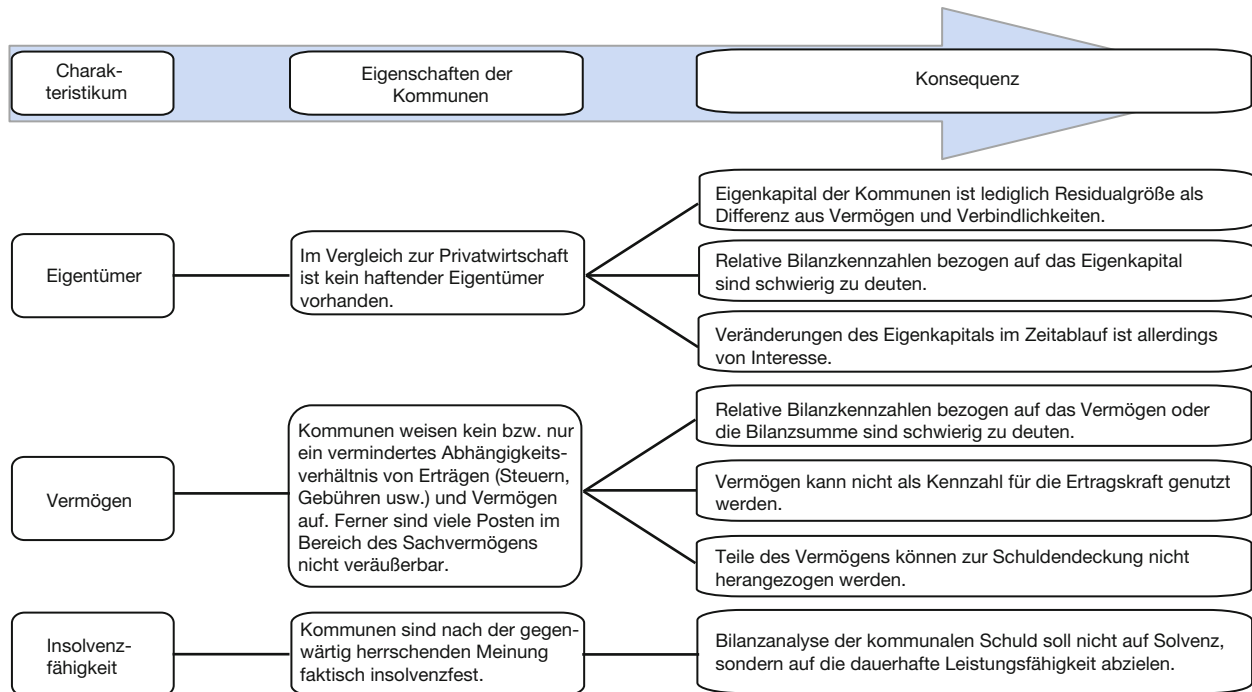 Charak-
teristikum
Eigenschaften der
Kommunen
Konsequenz
Eigentümer
Im Vergleich zur Privatwirtschaft
ist kein haftender Eigentümer
vorhanden.
Eigenkapital der Kommunen ist lediglich Residualgröße als
Differenz aus Vermögen und Verbindlichkeiten.
Relative Bilanzkennzahlen bezogen auf das Eigenkapital
sind schwierig zu deuten.
Veränderungen des Eigenkapitals im Zeitablauf ist allerdings
von Interesse.
Vermögen
Kommunen weisen kein bzw. nur
ein vermindertes Abhängigkeits-
verhältnis von Erträgen (Steuern,
Gebühren usw.) und Vermögen
auf. Ferner sind viele Posten im
Bereich des Sachvermögens
nicht veräußerbar.
Relative Bilanzkennzahlen bezogen auf das Vermögen oder
die Bilanzsumme sind schwierig zu deuten.
Vermögen kann nicht als Kennzahl für die Ertragskraft genutzt
werden.
Teile des Vermögens können zur Schuldendeckung nicht
herangezogen werden.
Insolvenz-
fähigkeit
Kommunen sind nach der gegen-
wärtig herrschenden Meinung
faktisch insolvenzfest.
Bilanzanalyse der kommunalen Schuld soll nicht auf Solvenz,
sondern auf die dauerhafte Leistungsfähigkeit abzielen.